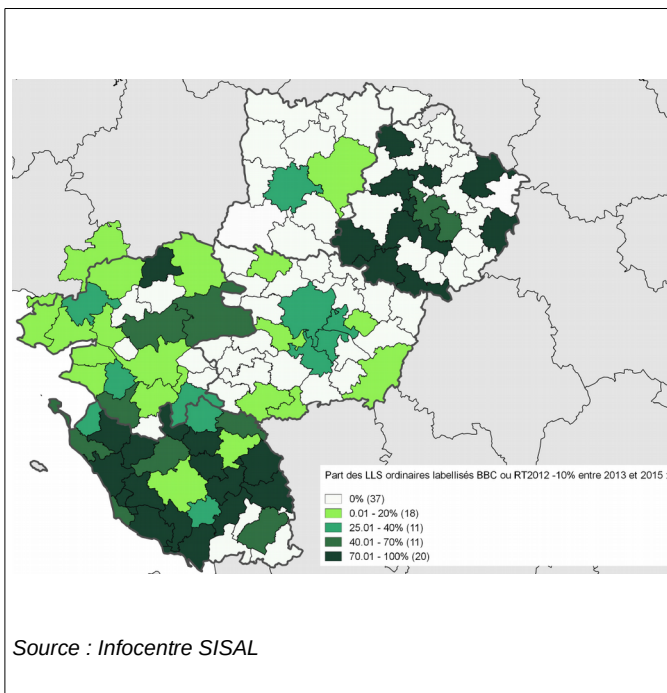 Part des LLS ordinaires labellisés BBC ou RT2012 -10% entre 2013 et 2015 :
0% (37)
0.01 - 20% (18)
25.01 - 40% (11)
40.01 - 70% (11)
70.01 - 100% (20)
Source : Infocentre SISAL